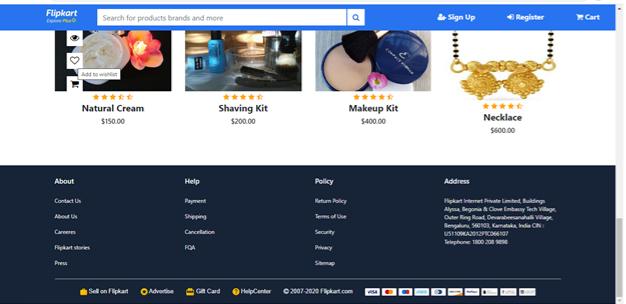 Flipkart
Explore Plus
Search for products brands and more
Sign Up
Register
Cart
Add to wishlist
Natural Cream
$150.00
Shaving Kit
$200.00
Makeup Kit
$400.00
Necklace
$600.00
About
Contact Us
About Us
Careeres
Flipkart stories
Press
Help
Payment
Shipping
Cancellation
FQA
Policy
Return Policy
Terms of Use
Security
Privacy
Sitemap
Address
Flipkart Internet Private Limited, Buildings
Alyssa, Begonia & Clove Embassy Tech Village,
Outer Ring Road, Devarabeesanahalli Village,
Bengaluru, 560103, Karnataka, India CIN :
U51109KA2012PTC066107
Telephone: 1800 208 9898
Sell on Flipkart
Advertise
Gift Card
HelpCenter
© 2007-2020 Flipkart.com
VISA